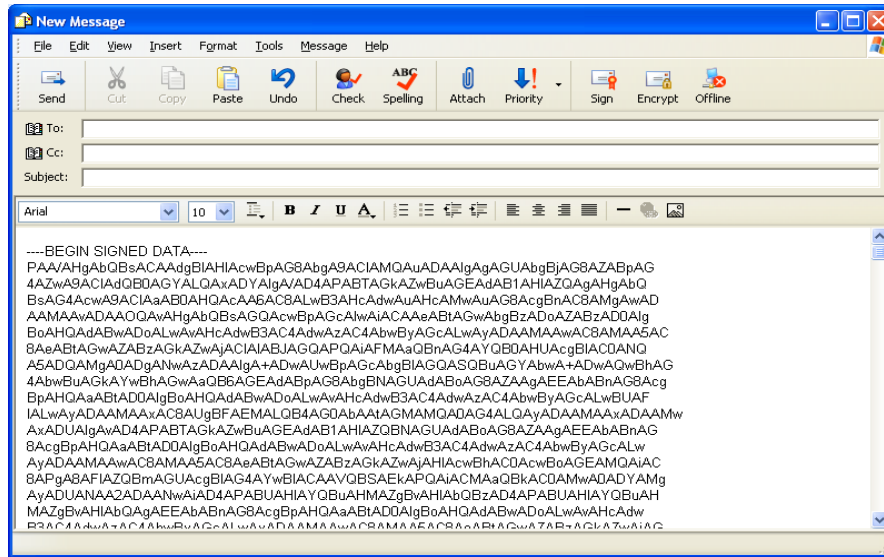 New Message
File Edit View Insert Format Tools Message Help
Send Cut Copy Paste Undo Check ABC Spelling Attach Priority Sign Encrypt Offline
To:
Cc:
Subject:
Arial 10 B I U A
----BEGIN SIGNED DATA----
PAA/AHgAbQBsACAAdgBlAHIAcwBpAG8AbgA9ACIAMQAuADAAIgAgAGUAbgBjAG8AZABpAG
4AZwA9ACIAdQB0AGYALQAxADYAIgA/AD4APABTAGkAZwBuAGEAdAB1AHIAZQAgAHgAbQ
BsAG4AcwA9ACIAaAB0AHQAcAA6AC8ALwB3AHcAdwAuAHcAMwAuAG8AcgBnAC8AMgAwAD
AAMAAvADAAOQAvAHgAbQBsAGQAcwBpAGcAIwAiACAAeABtAGwAbgBzADoAZABzAD0AIg
BoAHQAdABwADoALwAvAHcAdwB3AC4AdwAzAC4AbwByAGcALwAyADAAMAAwAC8AMAA5AC
8AeABtAGwAZABzAGkAZwAjACIAIABJAGQAPQAiAFMAaQBnAG4AYQB0AHUAcgBlAC0ANQ
A5ADQAMgA0ADgANwAzADAAIgA+ADwAUwBpAGcAbgBlAGQASQBuAGYAbwA+ADwAQwBhAG
4AbwBuAGkAYwBhAGwAaQB6AGEAdABpAG8AbgBNAGUAdABoAG8AZAAgAEEAbABnAG8Acg
BpAHQAaABtAD0AIgBoAHQAdABwADoALwAvAHcAdwB3AC4AdwAzAC4AbwByAGcALwBUAF
IALwAyADAAMAAxAC8AUgBFAEMALQB4AG0AbAAtAGMAMQA0AG4ALQAyADAAMAAxADAAMw
AxADUAIgAvAD4APABTAGkAZwBuAGEAdAB1AHIAZQBNAGUAdABoAG8AZAAgAEEAbABnAG
8AcgBpAHQAaABtAD0AIgBoAHQAdABwADoALwAvAHcAdwB3AC4AdwAzAC4AbwByAGcALw
AyADAAMAAwAC8AMAA5AC8AeABtAGwAZABzAGkAZwAjAHIAcwBhAC0AcwBoAGEAMQAiAC
8APgA8AFIAZQBmAGUAcgBlAG4AYwBlACAAVQBSAEkAPQAiACMAaQBkAC0AMwA0ADYAMg
AyADUANAA2ADAANwAiAD4APABUAHIAYQBuAHMAZgBvAHIAbQBzAD4APABUAHIAYQBuAH
MAZgBvAHIAbQAgAEEAbABnAG8AcgBpAHQAaABtAD0AIgBoAHQAdABwADoALwAvAHcAdw